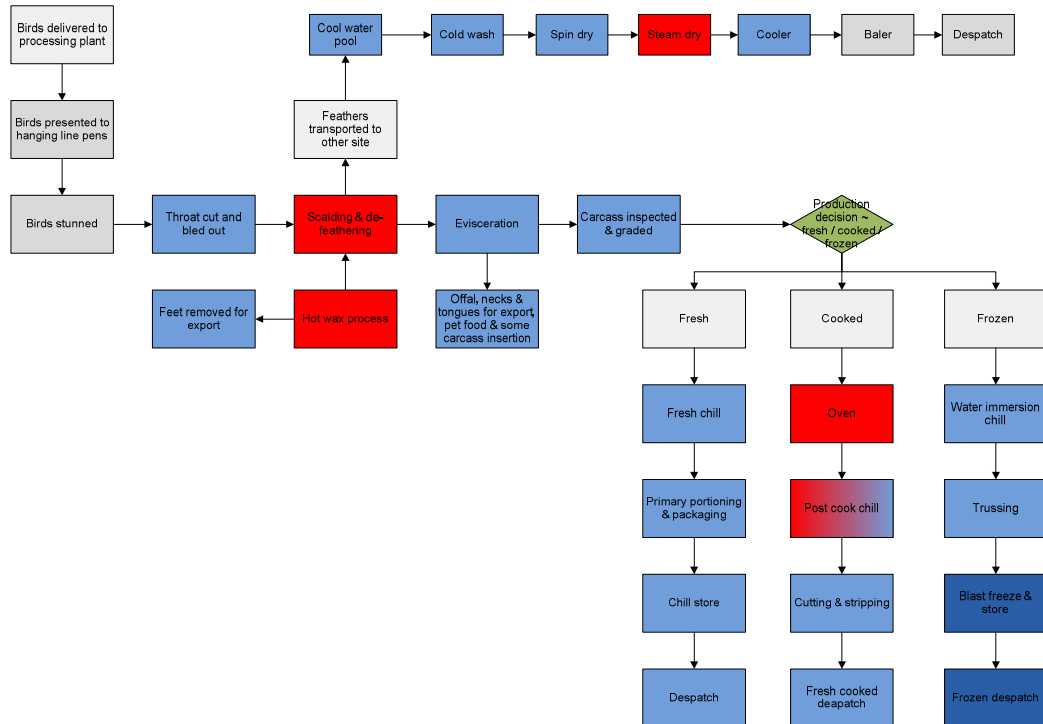 Birds delivered to
processing plant
Cool water
pool
Cold wash
Spin dry
Steam dry
Cooler
Baler
Despatch
Birds presented to
hanging line pens
Feathers
transported to
other site
Birds stunned
Throat cut and
bled out
Scalding & de-
feathering
Evisceration
Carcass inspected
& graded
Production
decision ~
fresh / cooked /
frozen
Feet removed for
export
Hot wax process
Offal, necks &
tongues for export,
pet food & some
carcass insertion
Fresh
Cooked
Frozen
Fresh chill
Oven
Water immersion
chill
Primary portioning
& packaging
Post cook chill
Trussing
Chill store
Cutting & stripping
Blast freeze &
store
Despatch
Fresh cooked
deapatch
Frozen despatch